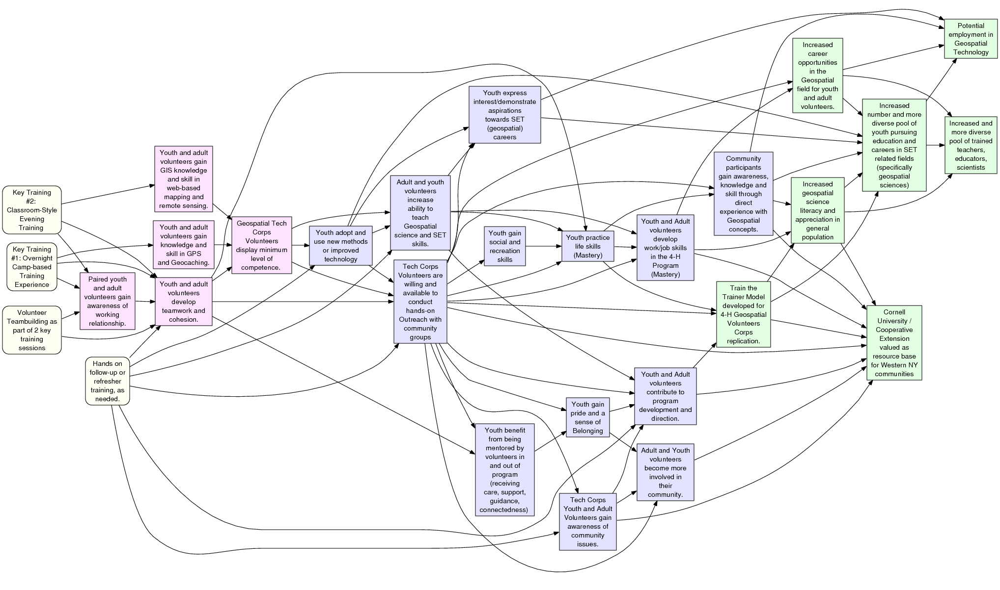 Key Training
#2:
Classroom-Style
Evening
Training
Key Training
#1: Overnight
Camp-based
Training
Experience
Volunteer
Teambuilding as
part of 2 key
training
sessions
Paired youth
and adult
volunteers gain
awareness of
working
relationship.
Hands on
follow-up or
refresher
training, as
needed.
Youth and adult
volunteers gain
GIS knowledge
and skill in
web-based
mapping and
remote sensing.
Youth and adult
volunteers gain
knowledge and
skill in GPS
and Geocaching.
Youth and adult
volunteers
develop
teamwork and
cohesion.
Geospatial Tech
Corps
Volunteers
display minimum
level of
competence.
Youth adopt and
use new methods
or improved
technology
Adult and youth
volunteers
increase
ability to
teach
Geospatial
science and SET
skills.
Tech Corps
Volunteers are
willing and
available to
conduct
hands-on
Outreach with
community
groups
Youth express
interest/demonstrate
aspirations
towards SET
(geospatial)
careers
Youth gain
social and
recreation
skills
Youth benefit
from being
mentored by
volunteers in
and out of
program
(receiving
care, support,
guidance,
connectedness)
Youth practice
life skills
(Mastery)
Youth gain
pride and a
sense of
Belonging
Tech Corps
Youth and Adult
Volunteers gain
awareness of
community
issues.
Youth and Adult
volunteers
develop
work/job skills
in the 4-H
Program
(Mastery)
Youth and Adult
volunteers
contribute to
program
development and
direction.
Adult and Youth
volunteers
become more
involved in
their
community.
Community
participants
gain awareness,
knowledge and
skill through
direct
experience with
Geospatial
concepts.
Train the
Trainer Model
developed for
4-H Geospatial
Volunteers
Corps
replication.
Increased
career
opportunities
in the
Geospatial
field for youth
and adult
volunteers.
Increased
geospatial
science
literacy and
appreciation in
general
population
Increased
number and more
diverse pool of
youth pursuing
education and
careers in SET
related fields
(specifically
geospatial
sciences)
Cornell
University /
Cooperative
Extension
valued as
resource base
for Western NY
communities
Potential
employment in
Geospatial
Technology
Increased and
more diverse
pool of trained
teachers,
educators,
scientists